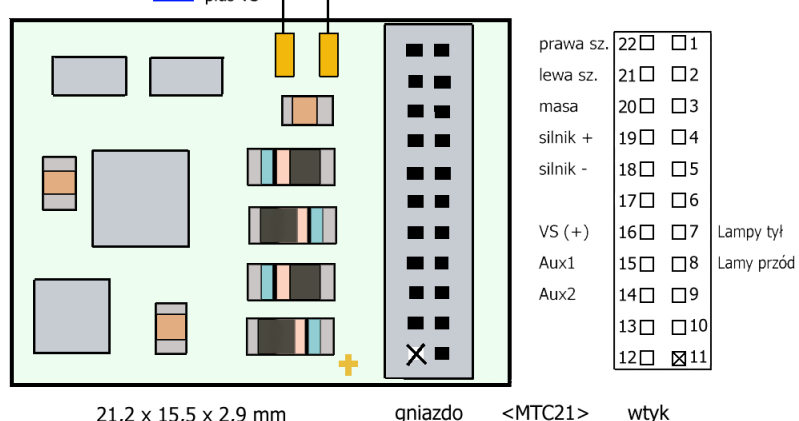 plus VS
prawa sz. 22 1
lewa sz. 21 2
masa 20 3
silnik + 19 4
silnik - 18 5
17 6
VS (+) 16 7 Lampy tył
Aux1 15 8 Lamy przód
Aux2 14 9
13 10
12 11
21,2 x 15,5 x 2,9 mm gniazdo <MTC21> wtyk